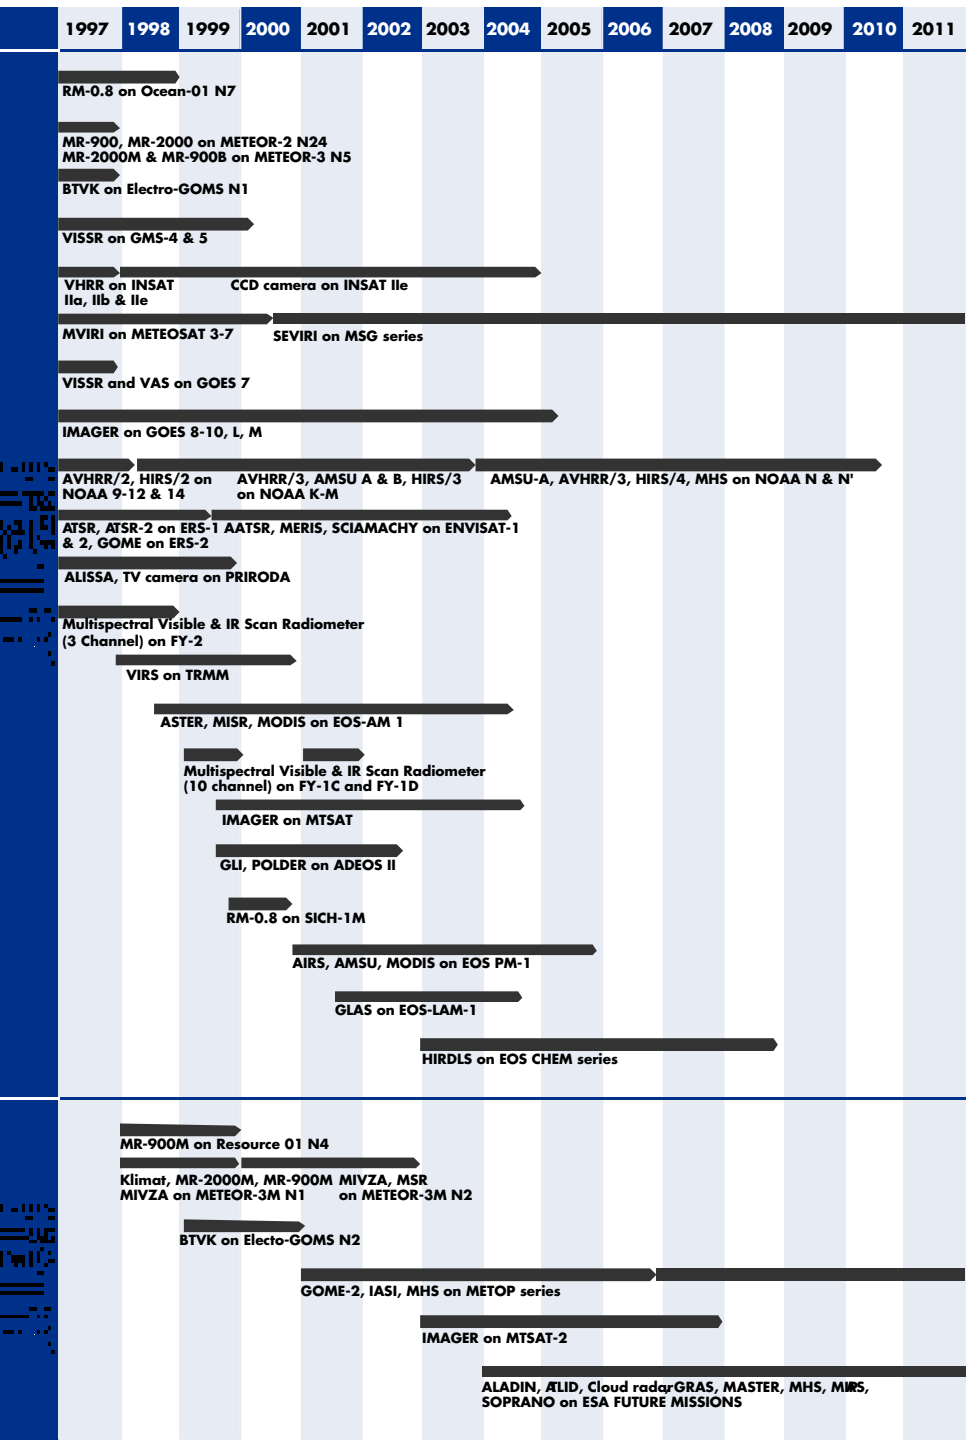 1997 1998 1999 2000 2001 2002 2003 2004 2005 2006 2007 2008 2009 2010 2011
RM-0.8 on Ocean-01 N7
MR-900, MR-2000 on METEOR-2 N24
MR-2000M & MR-900B on METEOR-3 N5
BTVK on Electro-GOMS N1
VISSR on GMS-4 & 5
VHRR on INSAT
IIa, IIb & IIe
CCD camera on INSAT IIe
MVIRI on METEOSAT 3-7
SEVIRI on MSG series
VISSR and VAS on GOES 7
IMAGER on GOES 8-10, L, M
AVHRR/2, HIRS/2 on
NOAA 9-12 & 14
AVHRR/3, AMSU A & B, HIRS/3
on NOAA K-M
AMSU-A, AVHRR/3, HIRS/4, MHS on NOAA N & N'
ATSR, ATSR-2 on ERS-1
& 2, GOME on ERS-2
AATSR, MERIS, SCIAMACHY on ENVISAT-1
ALISSA, TV camera on PRIRODA
Multispectral Visible & IR Scan Radiometer
(3 Channel) on FY-2
VIRS on TRMM
ASTER, MISR, MODIS on EOS-AM 1
Multispectral Visible & IR Scan Radiometer
(10 channel) on FY-1C and FY-1D
IMAGER on MTSAT
GLI, POLDER on ADEOS II
RM-0.8 on SICH-1M
AIRS, AMSU, MODIS on EOS PM-1
GLAS on EOS-LAM-1
HIRDLS on EOS CHEM series
MR-900M on Resource 01 N4
Klimat, MR-2000M, MR-900M
MIVZA on METEOR-3M N1
MIVZA, MSR
on METEOR-3M N2
BTVK on Electo-GOMS N2
GOME-2, IASI, MHS on METOP series
IMAGER on MTSAT-2
ALADIN, ATLID, Cloud radar, GRAS, MASTER, MHS,
SOPRANO on ESA FUTURE MISSIONS